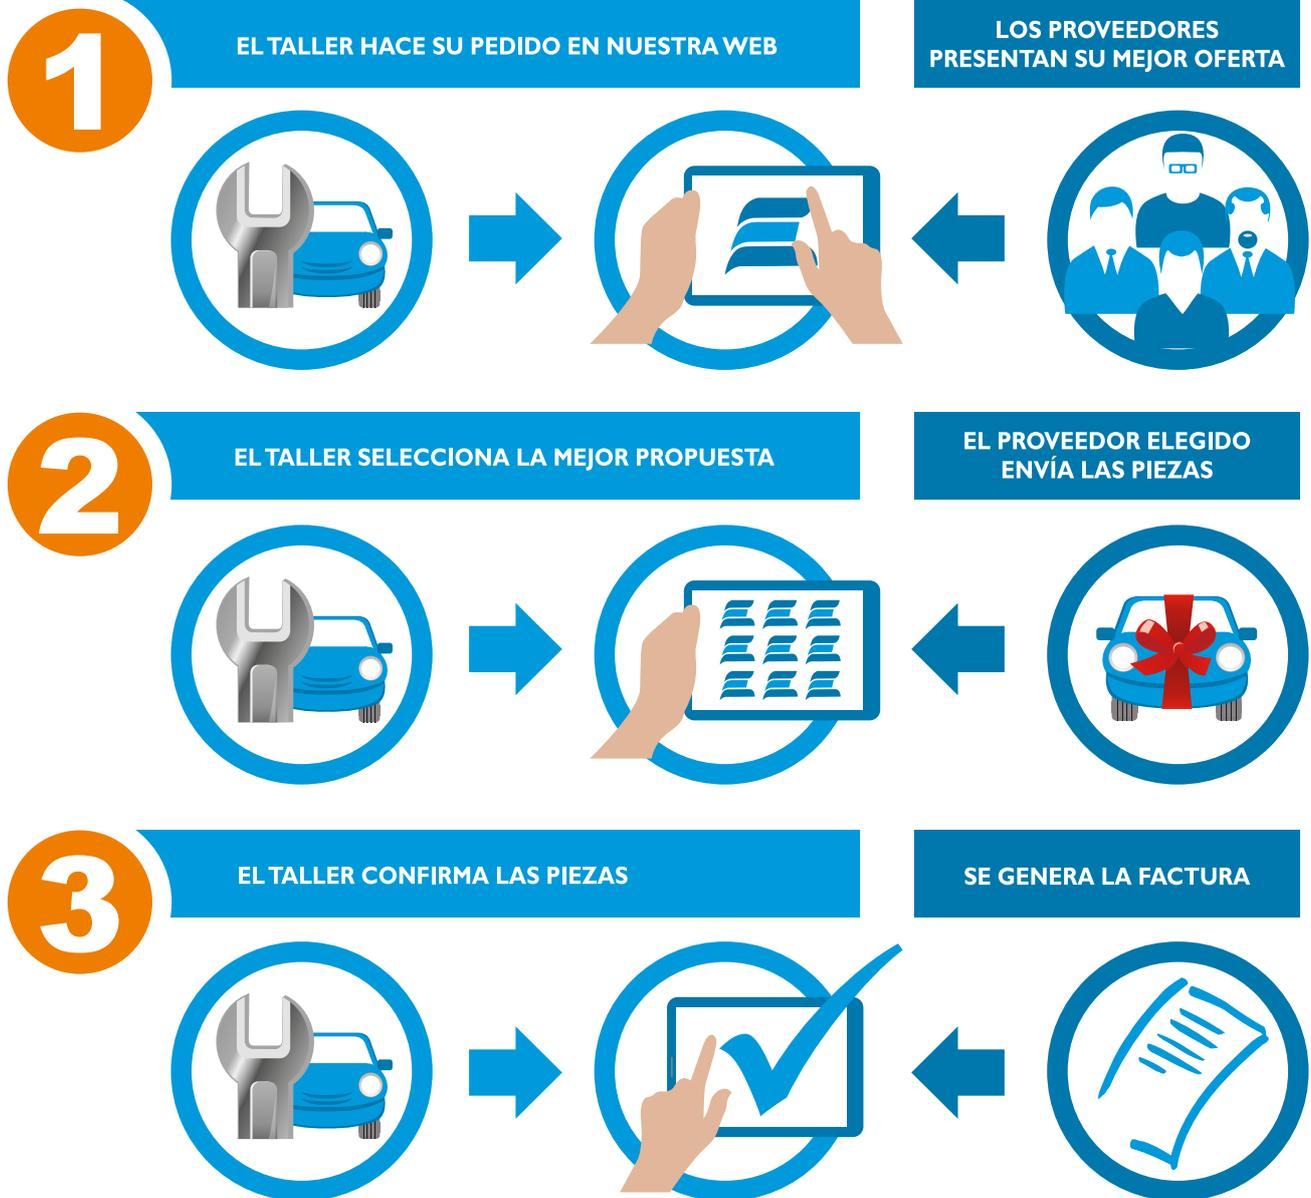 1
EL TALLER HACE SU PEDIDO EN NUESTRA WEB
LOS PROVEEDORES
PRESENTAN SU MEJOR OFERTA
2
EL TALLER SELECCIONA LA MEJOR PROPUESTA
EL PROVEEDOR ELEGIDO
ENVÍA LAS PIEZAS
3
EL TALLER CONFIRMA LAS PIEZAS
SE GENERA LA FACTURA